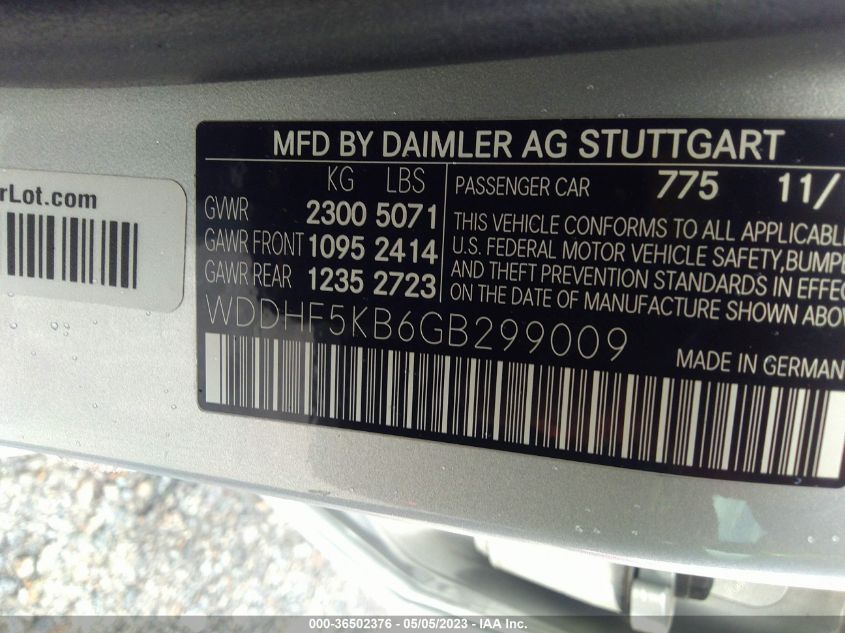 MFD BY DAIMLER AG STUTTGART
KG LBS
GVWR 2300 5071
GAWR FRONT 1095 2414
GAWR REAR 1235 2723
PASSENGER CAR 775 11/
THIS VEHICLE CONFORMS TO ALL APPLICABL
U.S. FEDERAL MOTOR VEHICLE SAFETY,BUMPE
AND THEFT PREVENTION STANDARDS IN EFFEC
ON THE DATE OF MANUFACTURE SHOWN ABOV
WDDHF5KB6GB299009
MADE IN GERMAN
rLot.com
000-36502376 - 05/05/2023 - IAA Inc.